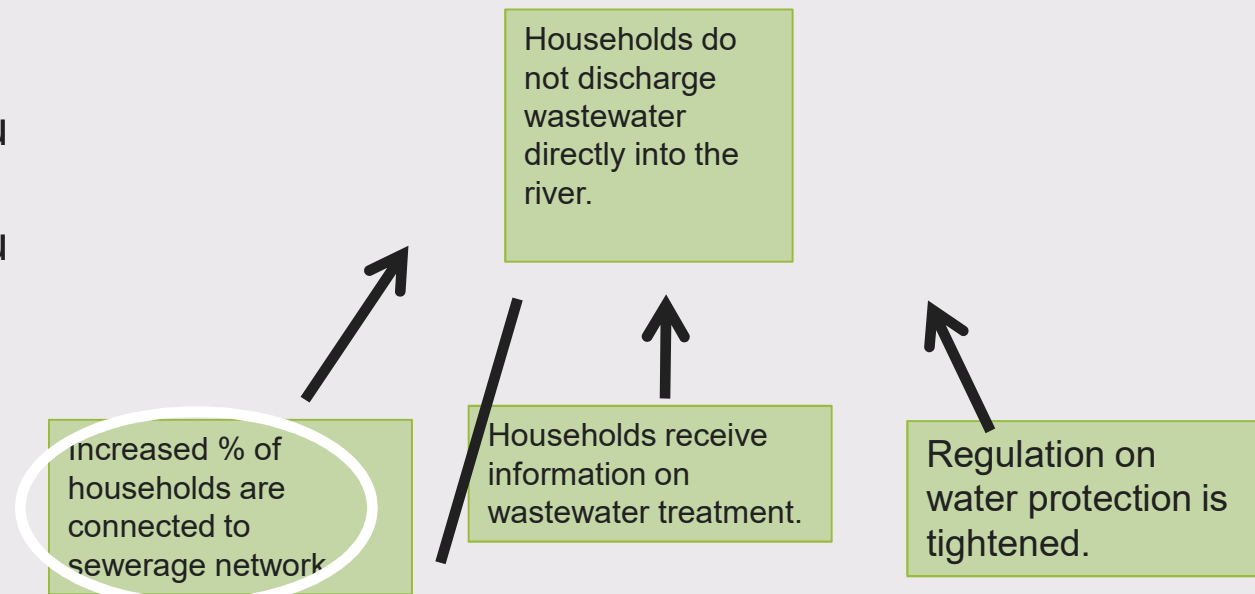 Households do
not discharge
wastewater
directly into the
river.
Increased % of
households are
connected to
sewerage network
Households receive
information on
wastewater treatment.
Regulation on
water protection is
tightened.